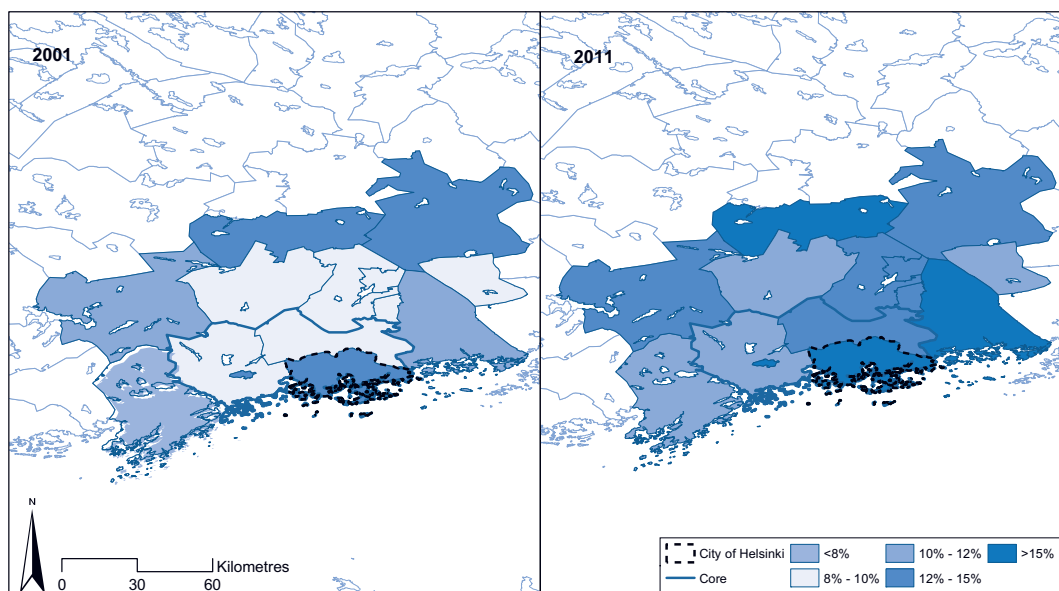 2001
2011
N
Kilometres
0 30 60
City of Helsinki
Core
<8%
8% - 10%
10% - 12%
12% - 15%
>15%